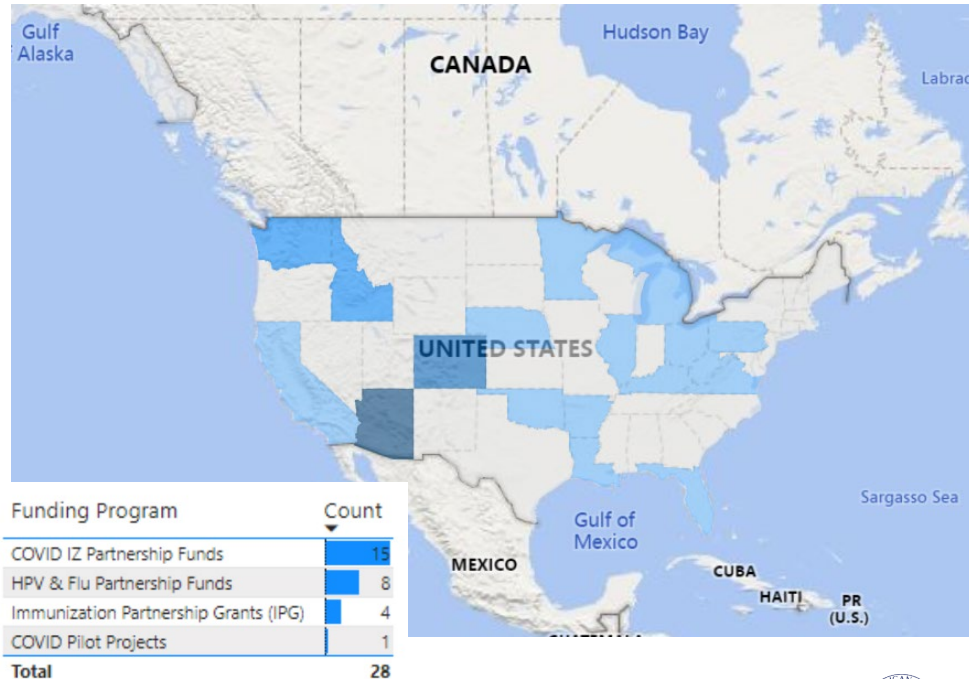 Gulf
Alaska
Hudson Bay
CANADA
Labrad
UNITED STATES
Sargasso Sea
Gulf of
Mexico
MEXICO
CUBA
HAITI
PR
(U.S.)
Funding Program Count
COVID IZ Partnership Funds 15
HPV & Flu Partnership Funds 8
Immunization Partnership Grants (IPG) 4
COVID Pilot Projects 1
Total 28